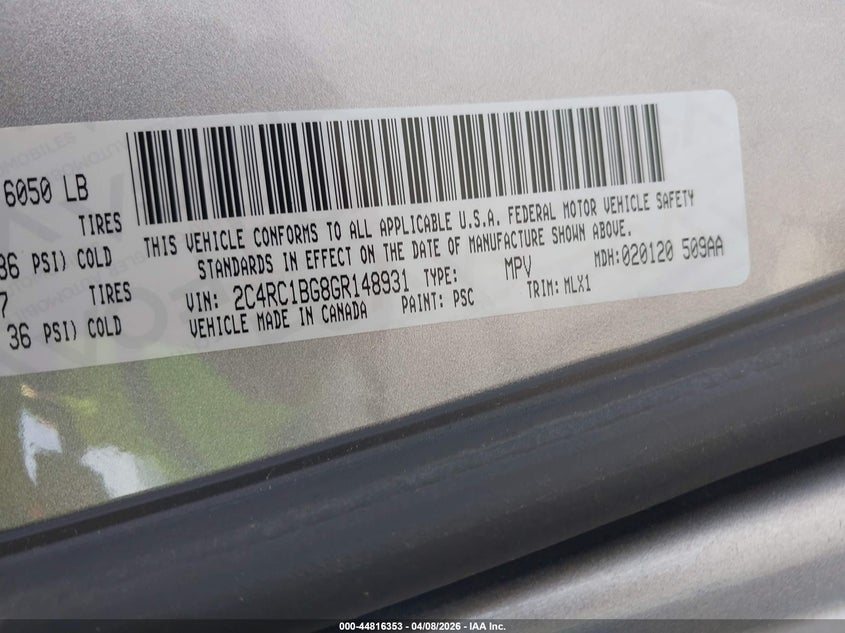 6050 LB
TIRES
36 PSI) COLD
7 TIRES
36 PSI) COLD
THIS VEHICLE CONFORMS TO ALL APPLICABLE U.S.A. FEDERAL MOTOR VEHICLE SAFETY
STANDARDS IN EFFECT ON THE DATE OF MANUFACTURE SHOWN ABOVE.
MDH:020120 509AA
VIN: 2C4RC1BG8GR148931 TYPE: MPV
VEHICLE MADE IN CANADA PAINT: PSC TRIM: MLX1
000-44816353 - 04/08/2026 - IAA Inc.